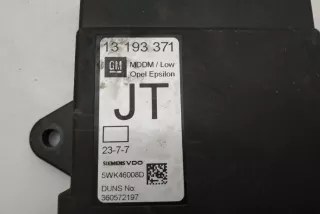 13 193 371
GM
MDDM / Low
Opel Epsilon
JT
23-7-7
SIEMENS VDO
5WK46008D
DUNS No:
360572197